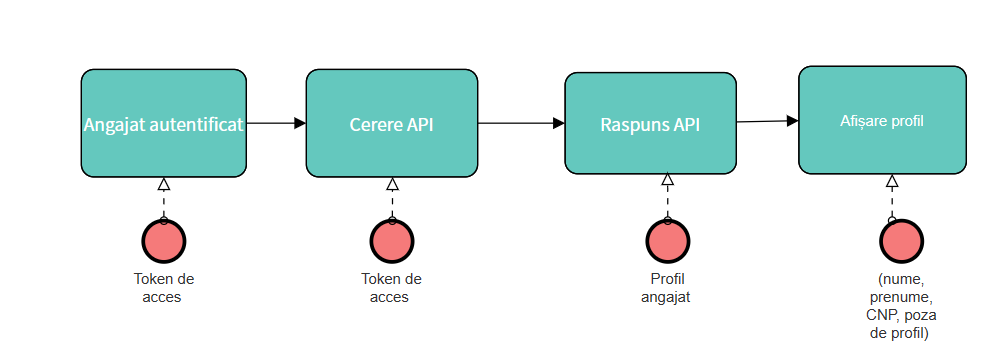 Angajat autentificat
Cerere API
Raspuns API
Afișare profil
Token de
acces
Token de
acces
Profil
angajat
(nume,
prenume,
CNP, poza
de profil)